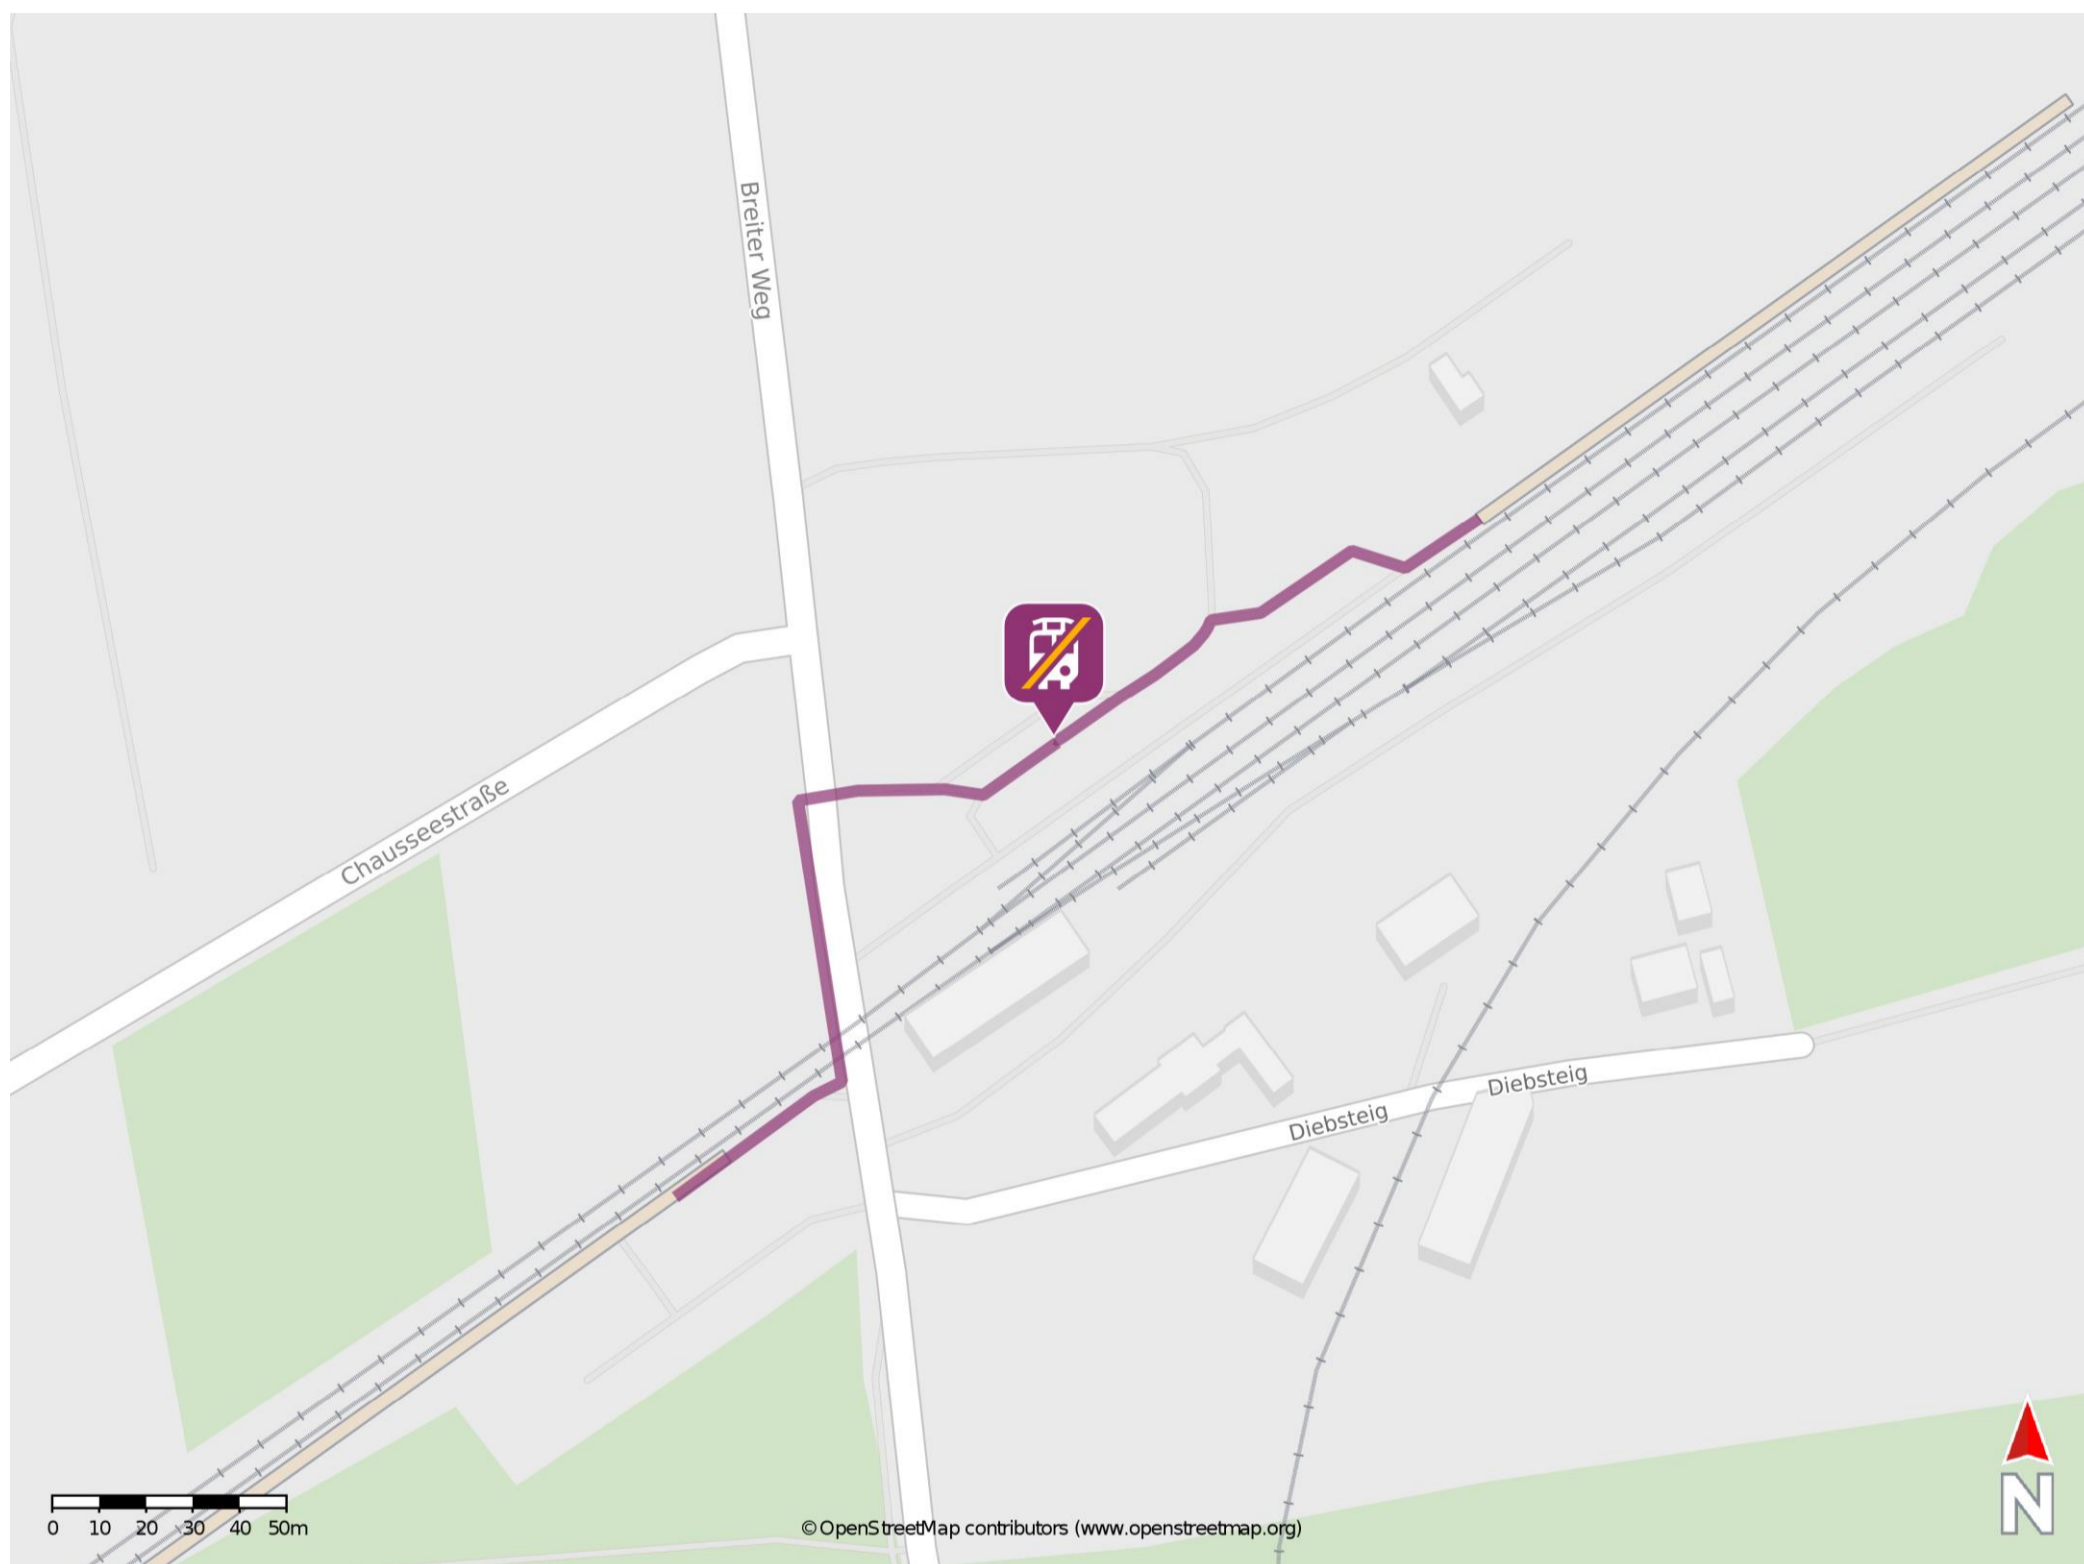 Breiter Weg
Chausseestraße
Diebsteig
Diebsteig
0 10 20 30 40 50m
© OpenStreetMap contributors (www.openstreetmap.org)
N